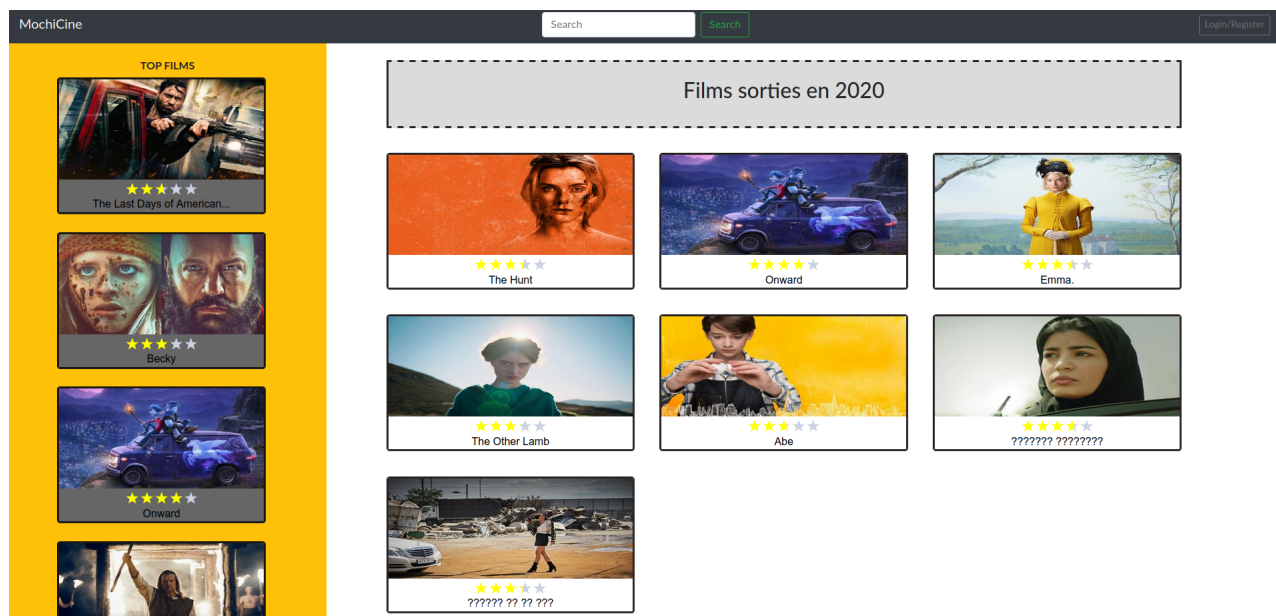 MochiCine
Search
Search
Login/Register
TOP FILMS
The Last Days of American...
Becky
Onward
Films sorties en 2020
The Hunt
Onward
Emma.
The Other Lamb
Abe
??????? ????????
?????? ?? ?? ???